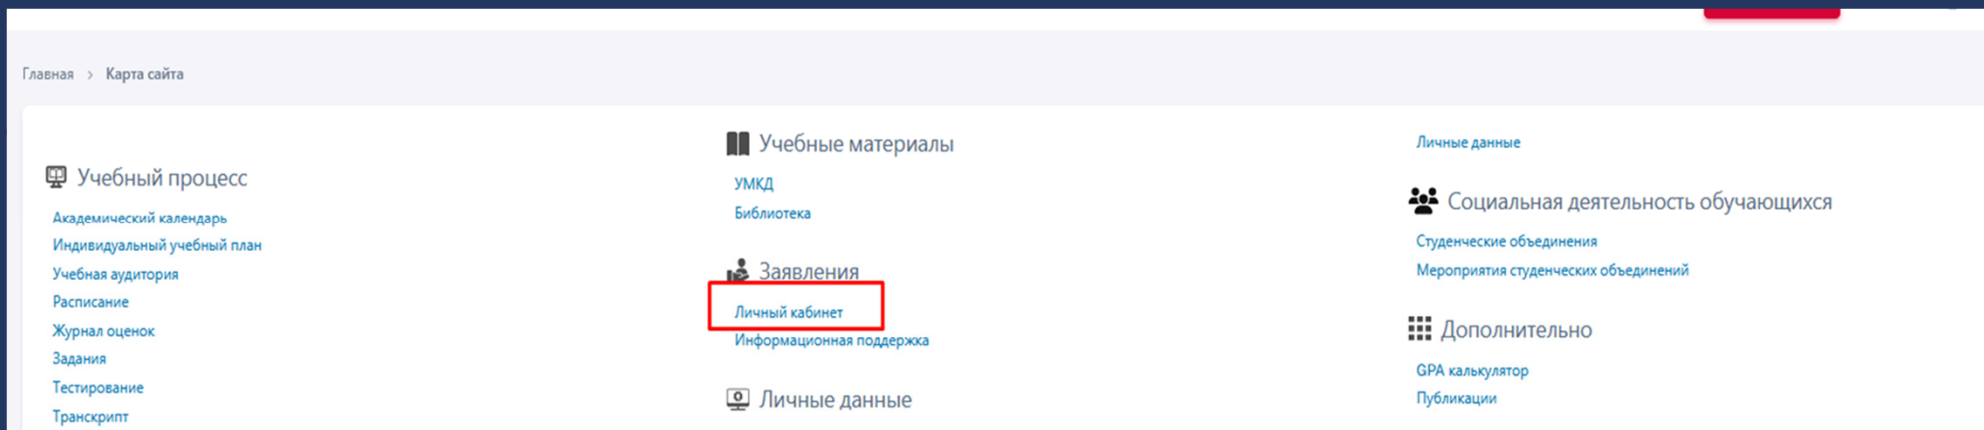 Главная > Карта сайта
Учебный процесс
Академический календарь
Индивидуальный учебный план
Учебная аудитория
Расписание
Журнал оценок
Задания
Тестирование
Транскрипт
Учебные материалы
УМКД
Библиотека
Заявления
Личный кабинет
Информационная поддержка
Личные данные
Личные данные
Социальная деятельность обучающихся
Студенческие объединения
Мероприятия студенческих объединений
Дополнительно
GPA калькулятор
Публикации